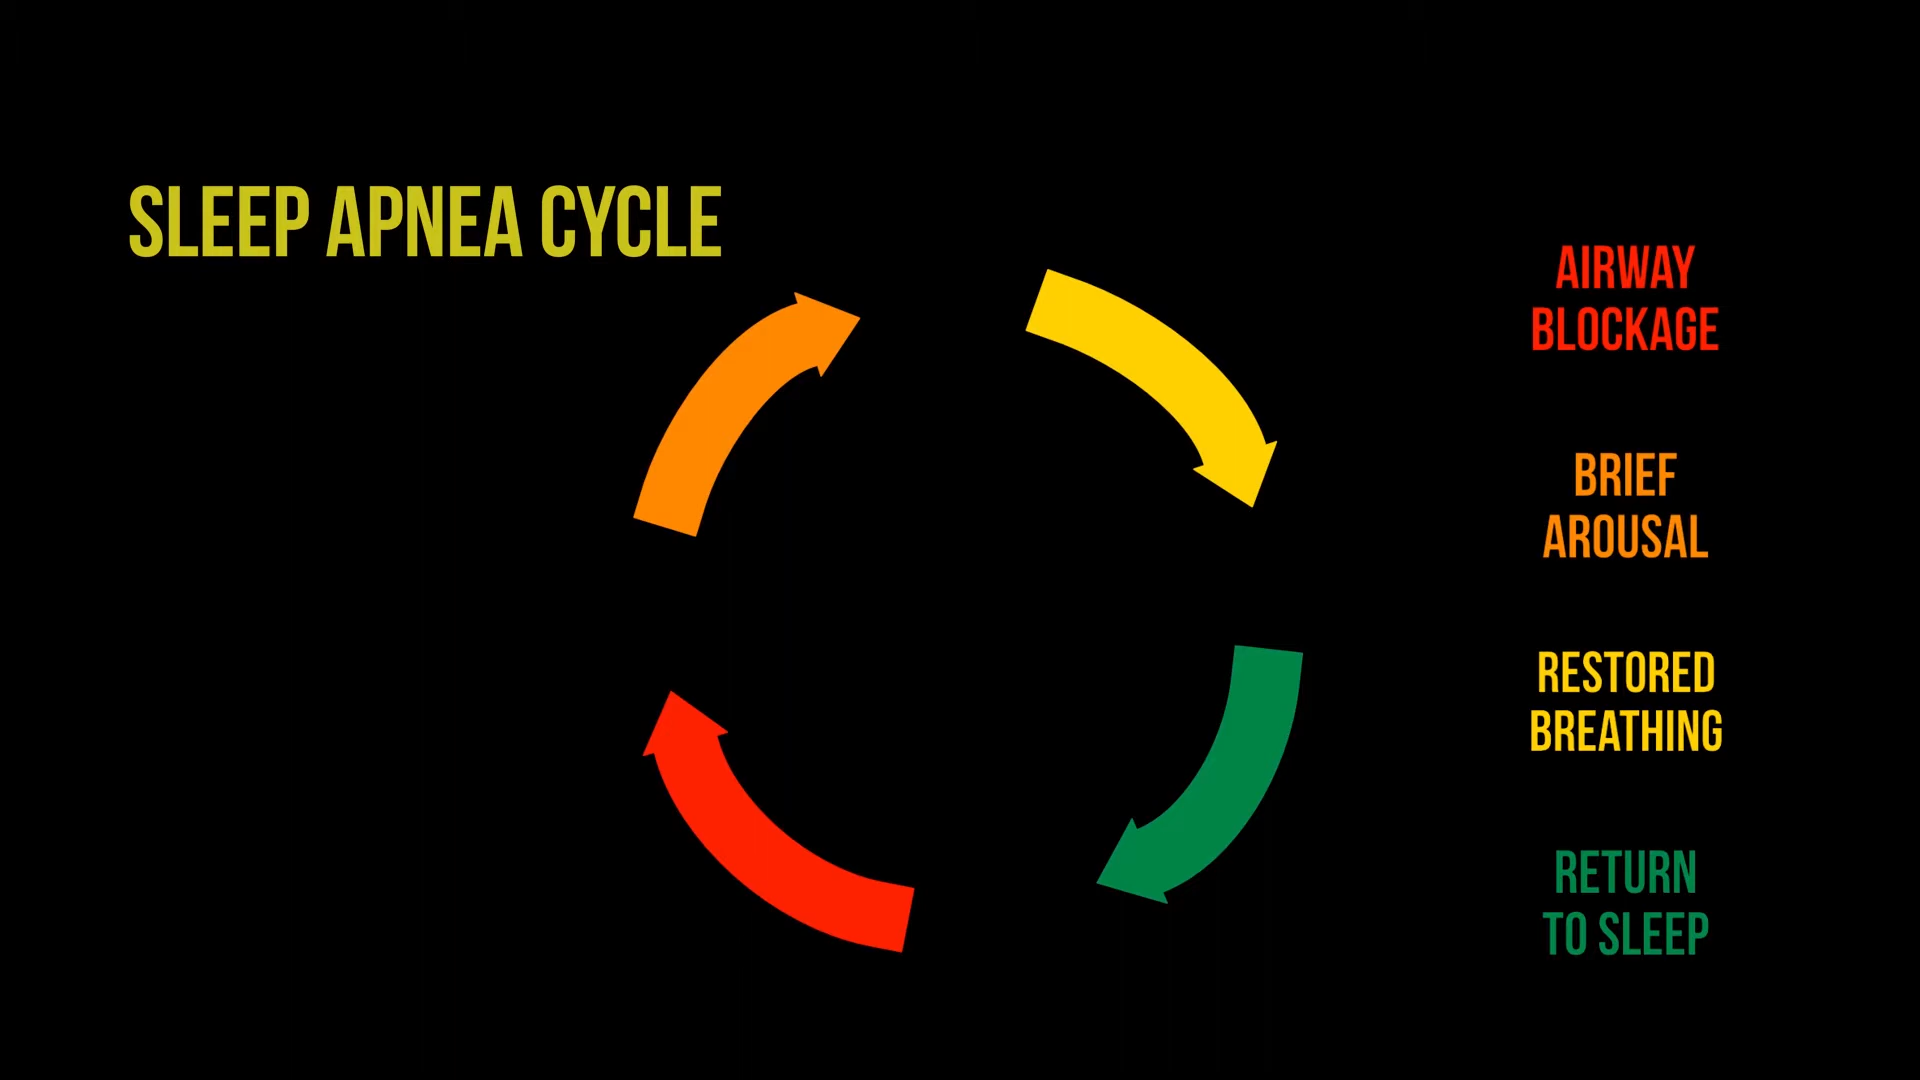 SLEEP APNEA CYCLE
AIRWAY
BLOCKAGE
BRIEF
AROUSAL
RESTORED
BREATHING
RETURN
TO SLEEP